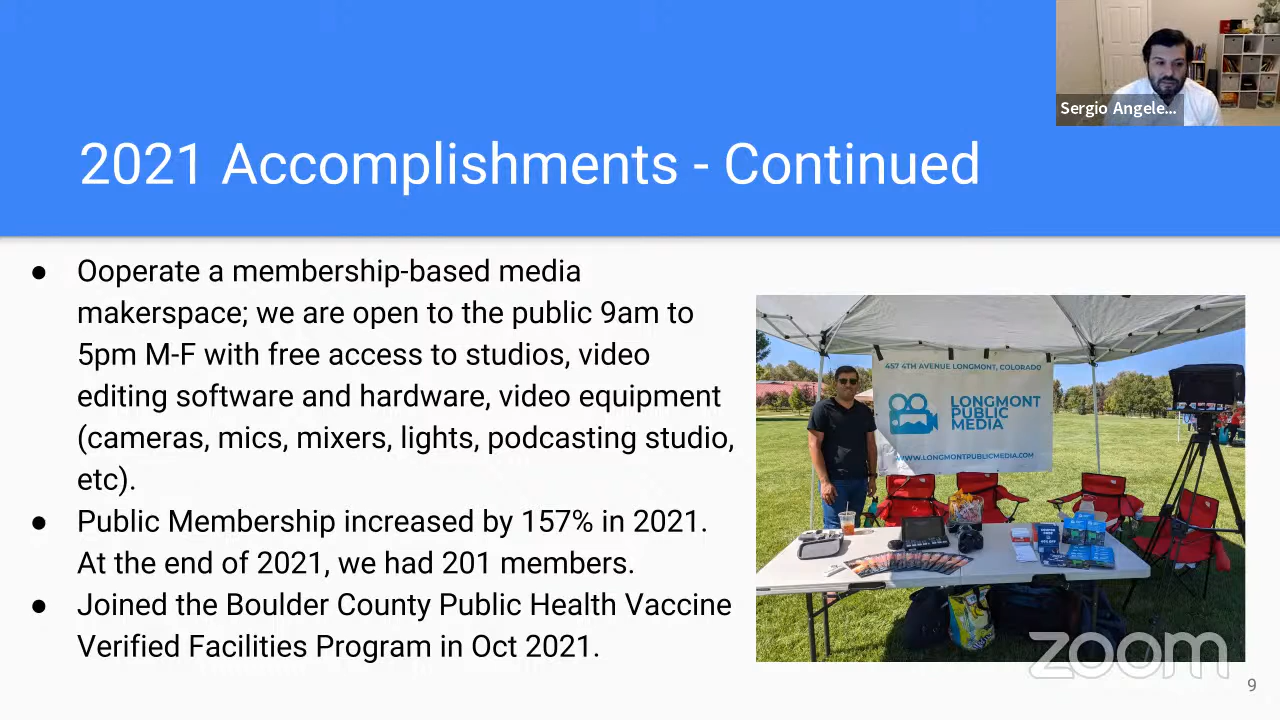 Sergio Angele...
2021 Accomplishments - Continued
● Ooperate a membership-based media
makerspace; we are open to the public 9am to
5pm M-F with free access to studios, video
editing software and hardware, video equipment
(cameras, mics, mixers, lights, podcasting studio,
etc).
● Public Membership increased by 157% in 2021.
At the end of 2021, we had 201 members.
● Joined the Boulder County Public Health Vaccine
Verified Facilities Program in Oct 2021.
457 4TH AVENUE LONGMONT, COLORADO
LONGMONT
PUBLIC
MEDIA
WWW.LONGMONTPUBLICMEDIA.COM
zoom
9